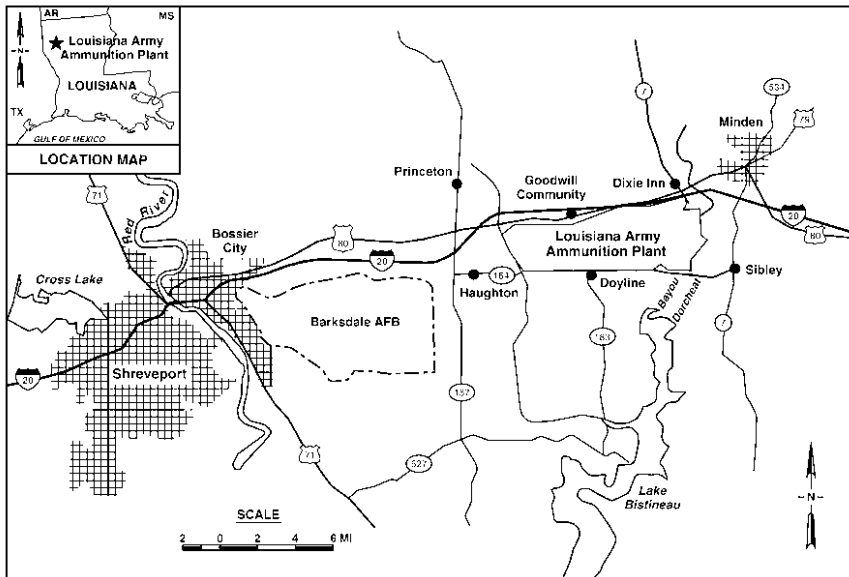 AR
MS
Louisiana Army
Ammunition Plant
-N-
LOUISIANA
TX
GULF OF MEXICO
LOCATION MAP
7
534
79
Minden
Princeton
Goodwill
Community
Dixie Inn
71
Red River
Bossier
City
80
20
Louisiana Army
Ammunition Plant
20
80
Cross Lake
20
164
Haughton
Doyline
Sibley
Bayou
Dorcheat
Barksdale AFB
7
163
Shreveport
20
157
71
527
Lake
Bistineau
-N-
SCALE
2 0 2 4 6 MI